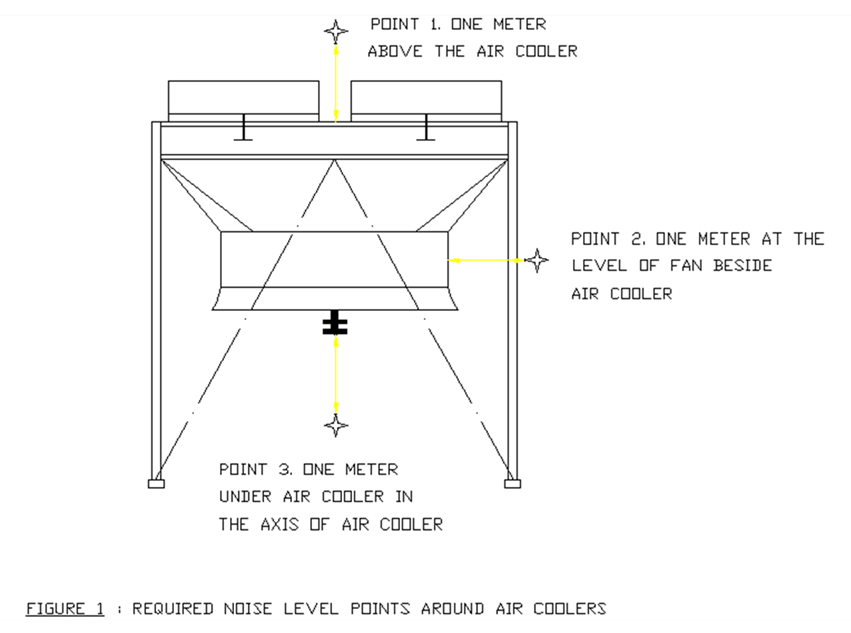 POINT 1. ONE METER
ABOVE THE AIR COOLER
POINT 2. ONE METER AT THE
LEVEL OF FAN BESIDE
AIR COOLER
POINT 3. ONE METER
UNDER AIR COOLER IN
THE AXIS OF AIR COOLER
FIGURE 1 : REQUIRED NOISE LEVEL POINTS AROUND AIR COOLERS